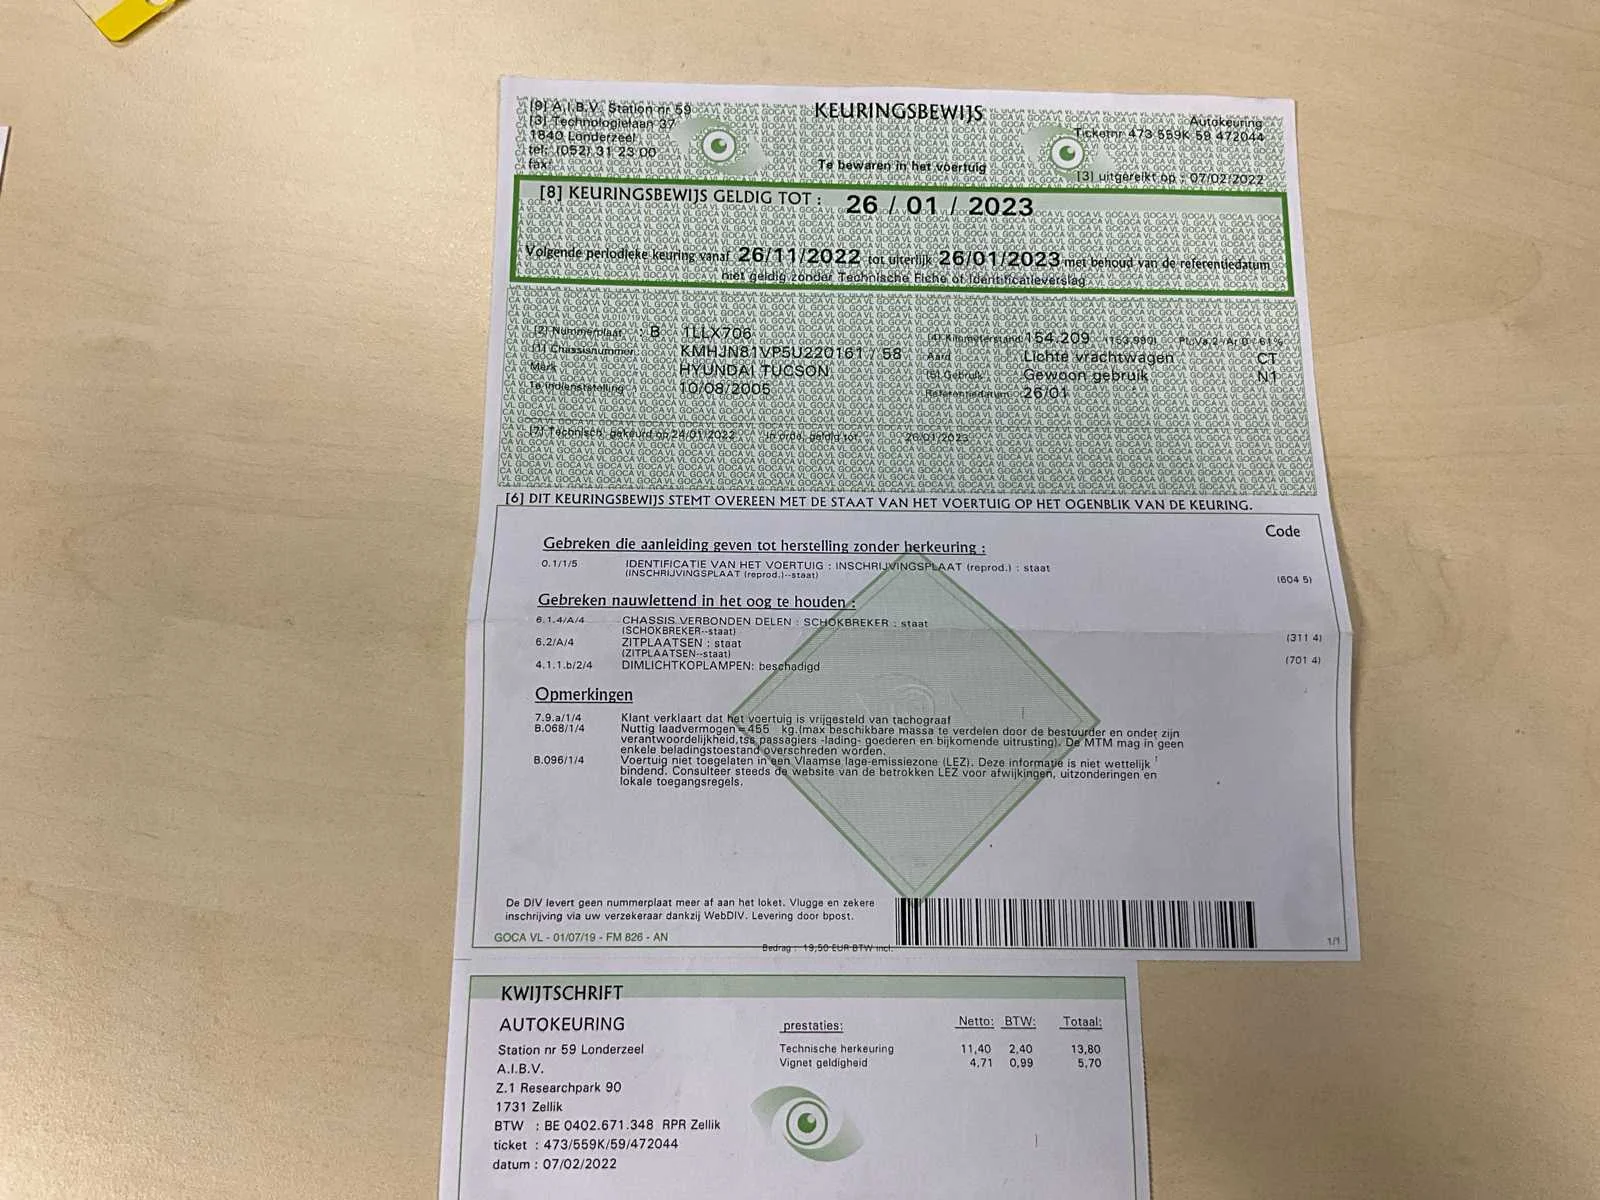 [9] A.I.B.V. Station nr 59
[3] Technologielaan 37
1840 Londerzeel
tel: (052) 31 23 00
fax:
KEURINGSBEWIJS
Te bewaren in het voertuig
Autokeuring
Ticketnr 473 559K 59 472044
[3] uitgereikt op : 07/02/2022
[8] KEURINGSBEWIJS GELDIG TOT : 26 / 01 / 2023
Volgende periodieke keuring vanaf 26/11/2022 tot uiterlijk 26/01/2023 met behoud van de referentiedatum
niet geldig zonder Technische Fiche of Identificatieverslag
[2] Nummerplaat : B 1LLX706
[1] Chassisnummer: KMHJN81VP5U220161 / 58
Merk HYUNDAI TUCSON
1e indienststelling 10/08/2005
[4] Kilometerstand: 154.209 (153.990)
Aard Lichte vrachtwagen CT
[5] Gebruik: Gewoon gebruik N1
Referentiedatum :26/01
[7] Technisch gekeurd op 24/01/2022 in orde, geldig tot 26/01/2023
[6] DIT KEURINGSBEWIJS STEMT OVEREEN MET DE STAAT VAN HET VOERTUIG OP HET OGENBLIK VAN DE KEURING.
Code
Gebreken die aanleiding geven tot herstelling zonder herkeuring :
0.1/1/5 IDENTIFICATIE VAN HET VOERTUIG : INSCHRIJVINGSPLAAT (reprod.) : staat
(INSCHRIJVINGSPLAAT (reprod.)--staat) (604 5)
Gebreken nauwlettend in het oog te houden :
6.1.4/A/4 CHASSIS VERBONDEN DELEN : SCHOKBREKER : staat
(SCHOKBREKER--staat) (311 4)
6.2/A/4 ZITPLAATSEN : staat
(ZITPLAATSEN--staat) (701 4)
4.1.1.b/2/4 DIMLICHTKOPLAMPEN: beschadigd
Opmerkingen
7.9.a/1/4 Klant verklaart dat het voertuig is vrijgesteld van tachograaf
B.068/1/4 Nuttig laadvermogen=455 kg.(max beschikbare massa te verdelen door de bestuurder en onder zijn
verantwoordelijkheid,tss passagiers -lading- goederen en bijkomende uitrusting). De MTM mag in geen
enkele beladingstoestand overschreden worden.
B.096/1/4 Voertuig niet toegelaten in een Vlaamse lage-emissiezone (LEZ). Deze informatie is niet wettelijk
bindend. Consulteer steeds de website van de betrokken LEZ voor afwijkingen, uitzonderingen en
lokale toegangsregels.
De DIV levert geen nummerplaat meer af aan het loket. Vlugge en zekere
inschrijving via uw verzekeraar dankzij WebDIV. Levering door bpost.
GOCA VL - 01/07/19 - FM 826 - AN
Bedrag : 19,50 EUR BTW incl.
1/1
KWIJTSCHRIFT
AUTOKEURING
Station nr 59 Londerzeel
A.I.B.V.
Z.1 Researchpark 90
1731 Zellik
BTW : BE 0402.671.348 RPR Zellik
ticket : 473/559K/59/472044
datum : 07/02/2022
prestaties: Netto: BTW: Totaal:
Technische herkeuring 11,40 2,40 13,80
Vignet geldigheid 4,71 0,99 5,70